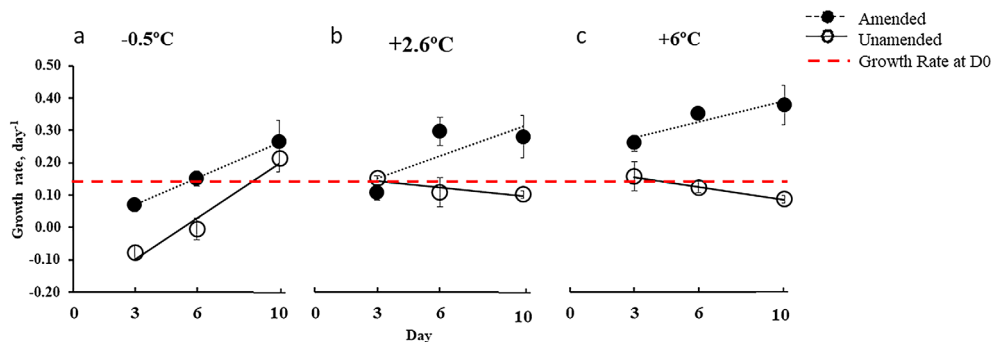 a -0.5ºC b +2.6ºC c +6ºC
Amended
Unamended
Growth Rate at D0
Growth rate, day-1
0.50
0.40
0.30
0.20
0.10
0.00
-0.10
-0.20
0 3 6 10 0 3 6 10 0 3 6 10
Day